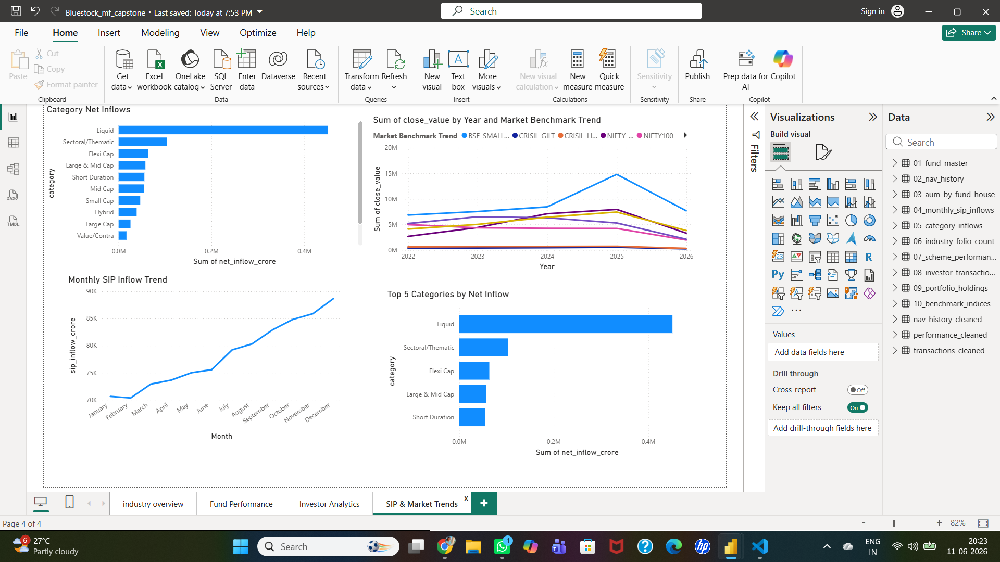 Bluestock_mf_capstone • Last saved: Today at 7:53 PM
Search
Sign in
File
Home
Insert
Modeling
View
Optimize
Help
Share
Paste
Cut
Copy
Format painter
Clipboard
Get data
Excel workbook
OneLake catalog
SQL Server
Enter data
Dataverse
Recent sources
Data
Transform data
Refresh
Queries
New visual
Text box
More visuals
Insert
New visual calculation
New measure
Quick measure
Calculations
Sensitivity
Sensitivity
Publish
Share
Prep data for AI
Copilot
Copilot
Category Net Inflows
category
Liquid
Sectoral/Thematic
Flexi Cap
Large & Mid Cap
Short Duration
Mid Cap
Small Cap
Hybrid
Large Cap
Value/Contra
0.0M 0.2M 0.4M
Sum of net_inflow_crore
Sum of close_value by Year and Market Benchmark Trend
Market Benchmark Trend BSE_SMALL... CRISIL_GILT CRISIL_LI... NIFTY_... NIFTY100
Sum of close_value
20M
15M
10M
5M
0M
2022 2023 2024 2025 2026
Year
Monthly SIP Inflow Trend
sip_inflow_crore
90K
85K
80K
75K
70K
January February March April May June July August September October November December
Month
Top 5 Categories by Net Inflow
category
Liquid
Sectoral/Thematic
Flexi Cap
Large & Mid Cap
Short Duration
0.0M 0.2M 0.4M
Sum of net_inflow_crore
Filters
Visualizations
Build visual
123
R
Py
Values
Add data fields here
Drill through
Cross-report
Off
Keep all filters
On
Add drill-through fields here
Data
Search
01_fund_master
02_nav_history
03_aum_by_fund_house
04_monthly_sip_inflows
05_category_inflows
06_industry_folio_count
07_scheme_performan...
08_investor_transactio...
09_portfolio_holdings
10_benchmark_indices
nav_history_cleaned
performance_cleaned
transactions_cleaned
DAX
TMDL
industry overview
Fund Performance
Investor Analytics
SIP & Market Trends
x
+
Page 4 of 4
- + 82%
6
27°C
Partly cloudy
Search
1
hp
ENG
IN
20:23
11-06-2026